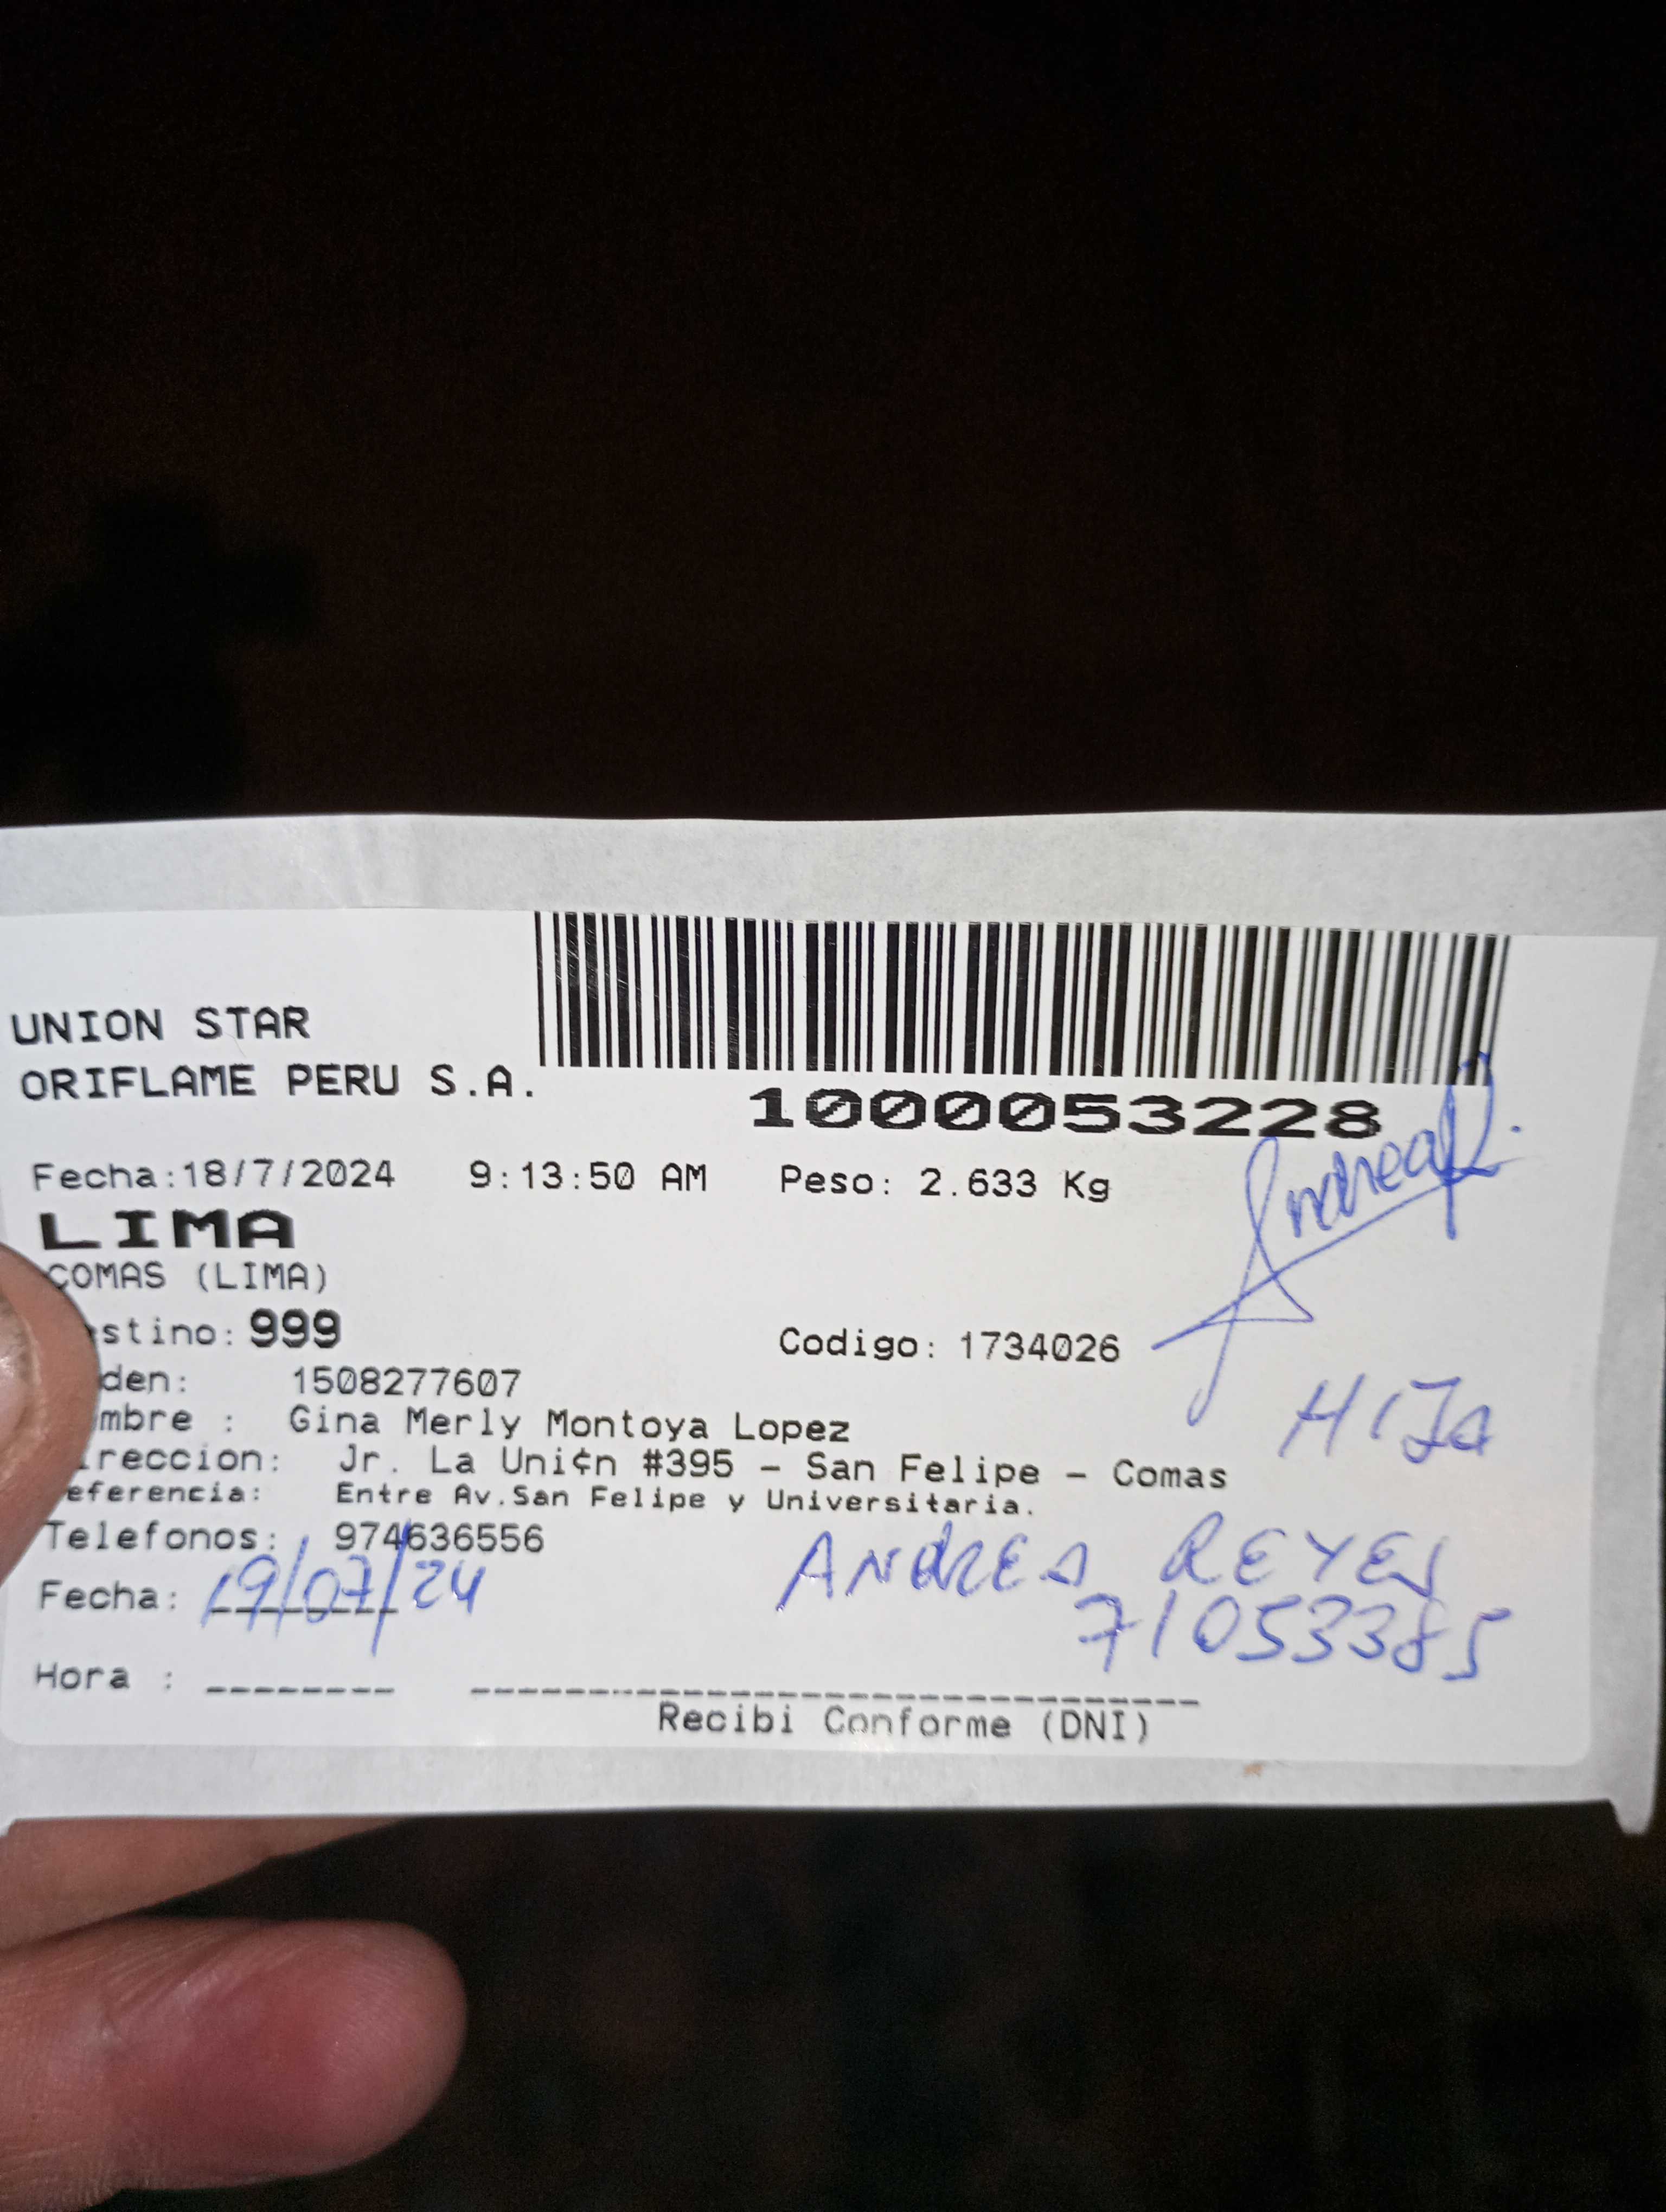 UNION STAR
ORIFLAME PERU S.A.
1000053228
Fecha:18/7/2024 9:13:50 AM Peso: 2.633 Kg
AndreaR.
LIMA
COMAS (LIMA)
estino: 999 Codigo: 1734026
den: 1508277607
HIJa
mbre : Gina Merly Montoya Lopez
ireccion: Jr. La Uni¢n #395 - San Felipe - Comas
eferencia: Entre Av.San Felipe y Universitaria.
Telefonos: 974636556
ANdREA REYES
Fecha: 19/07/24
71053385
Hora : ________
Recibi Conforme (DNI)